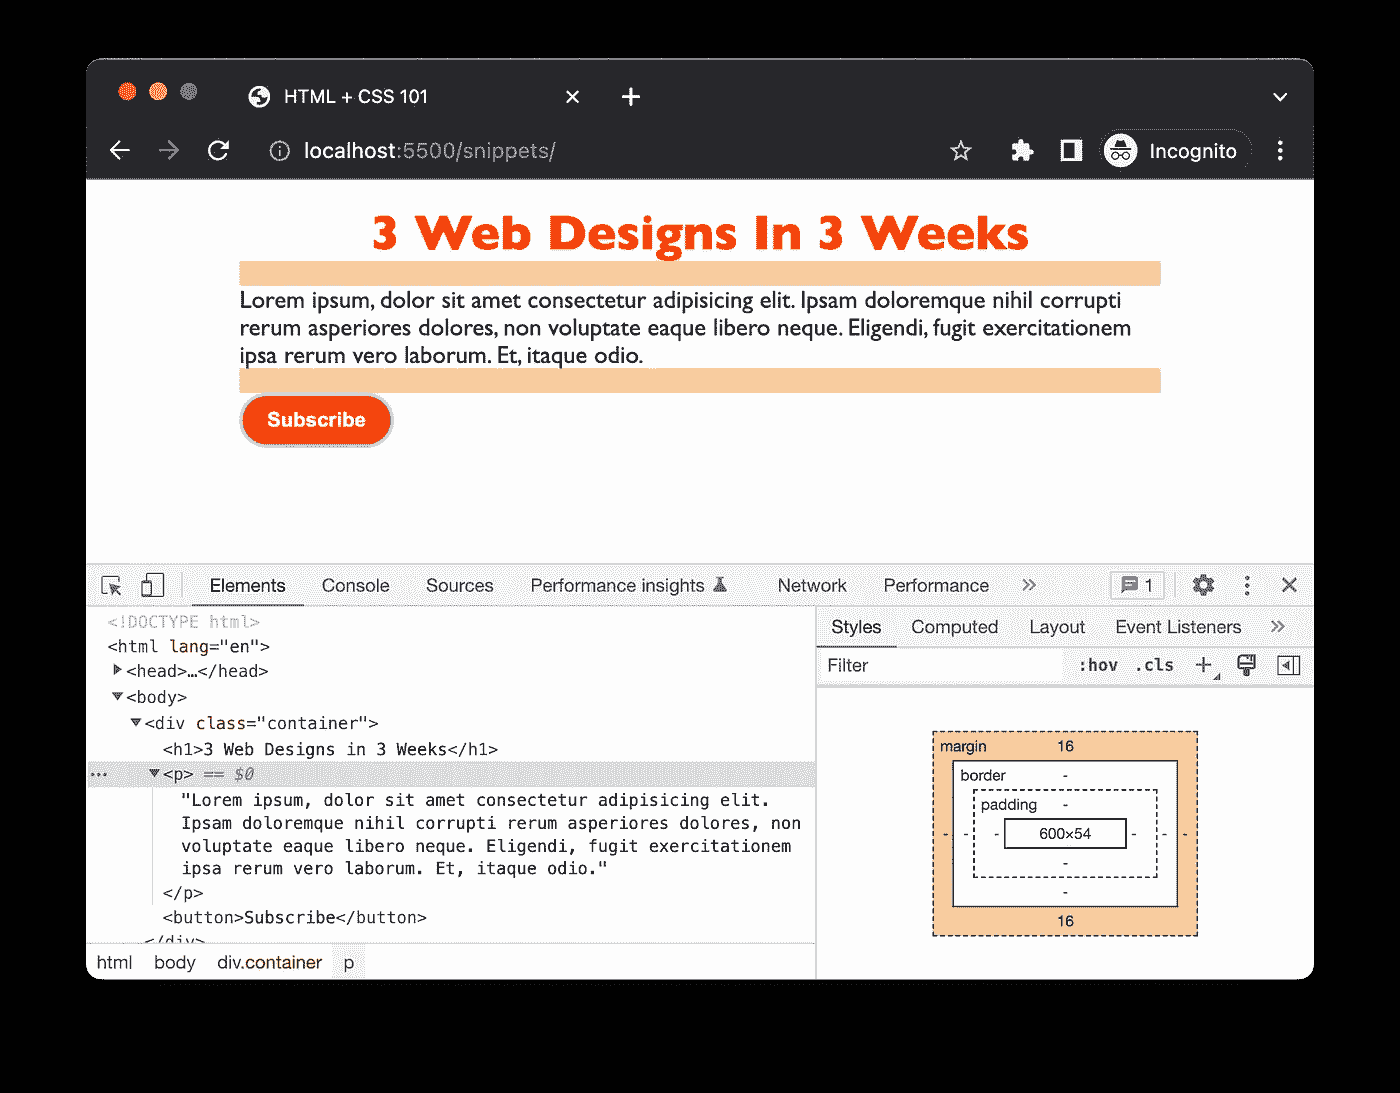 HTML + CSS 101
localhost:5500/snippets/
Incognito
3 Web Designs In 3 Weeks
Lorem ipsum, dolor sit amet consectetur adipisicing elit. Ipsam doloremque nihil corrupti
rerum asperiores dolores, non voluptate eaque libero neque. Eligendi, fugit exercitationem
ipsa rerum vero laborum. Et, itaque odio.
Subscribe
Elements Console Sources Performance insights Network Performance » 1
<!DOCTYPE html>
<html lang="en">
<head>…</head>
<body>
<div class="container">
<h1>3 Web Designs in 3 Weeks</h1>
<p> == $0
"Lorem ipsum, dolor sit amet consectetur adipisicing elit.
Ipsam doloremque nihil corrupti rerum asperiores dolores, non
voluptate eaque libero neque. Eligendi, fugit exercitationem
ipsa rerum vero laborum. Et, itaque odio."
</p>
<button>Subscribe</button>
</div>
html body div.container p
Styles Computed Layout Event Listeners »
Filter :hov .cls +
margin 16
border -
padding -
- - - 600×54 - - -
-
-
16